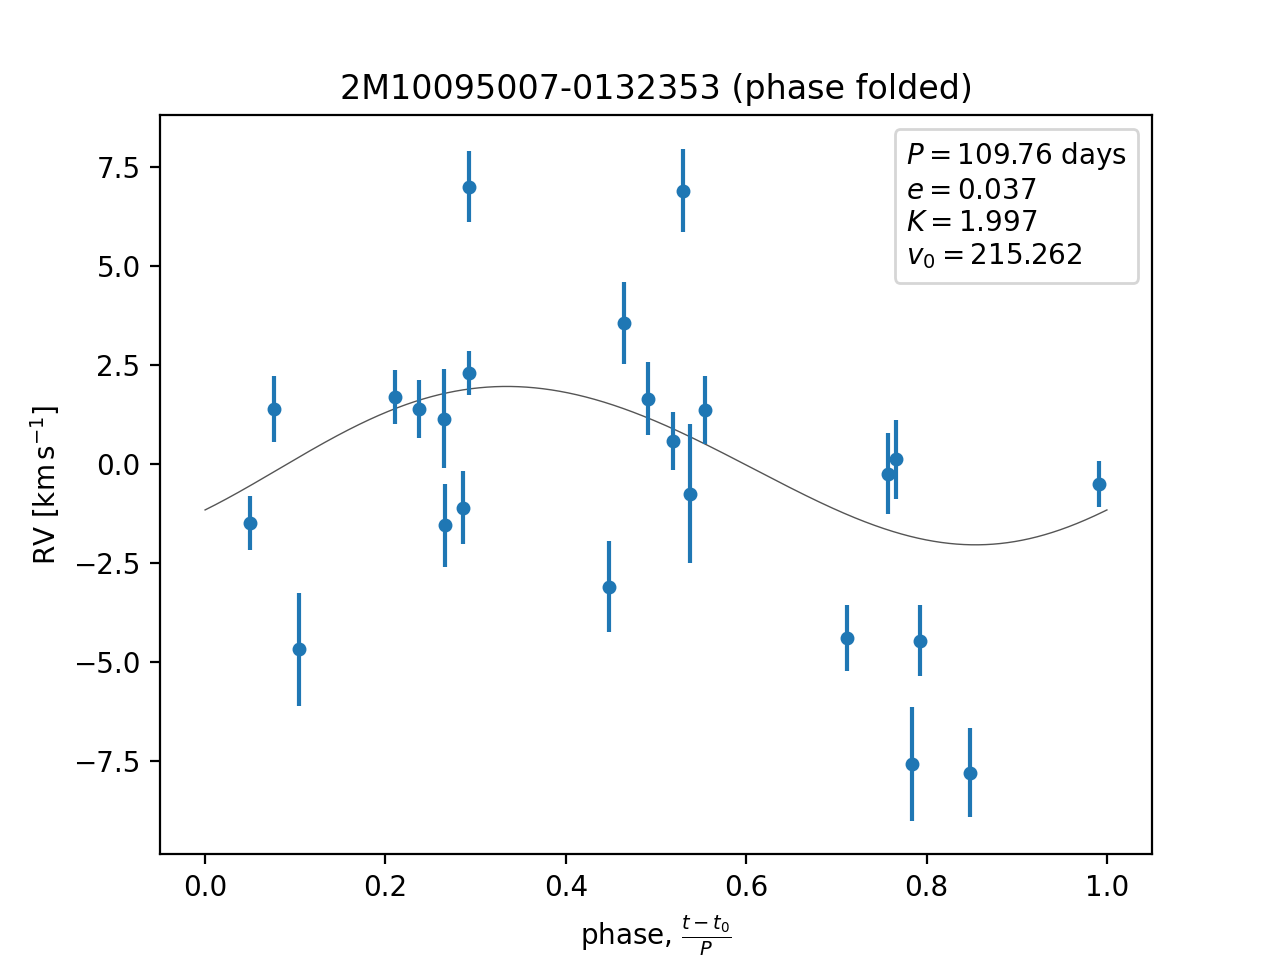 2M10095007-0132353 (phase folded)
P = 109.76 days
e = 0.037
K = 1.997
v₀ = 215.262
RV [km s⁻¹]
7.5
5.0
2.5
0.0
−2.5
−5.0
−7.5
0.0 0.2 0.4 0.6 0.8 1.0
phase, (t − t₀)/P